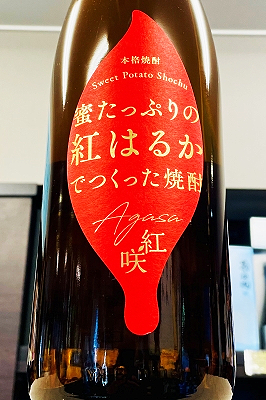 本格焼酎
Sweet Potato Shochu
蜜たっぷりの
紅はるか
でつくった焼酎
Agasa
紅咲